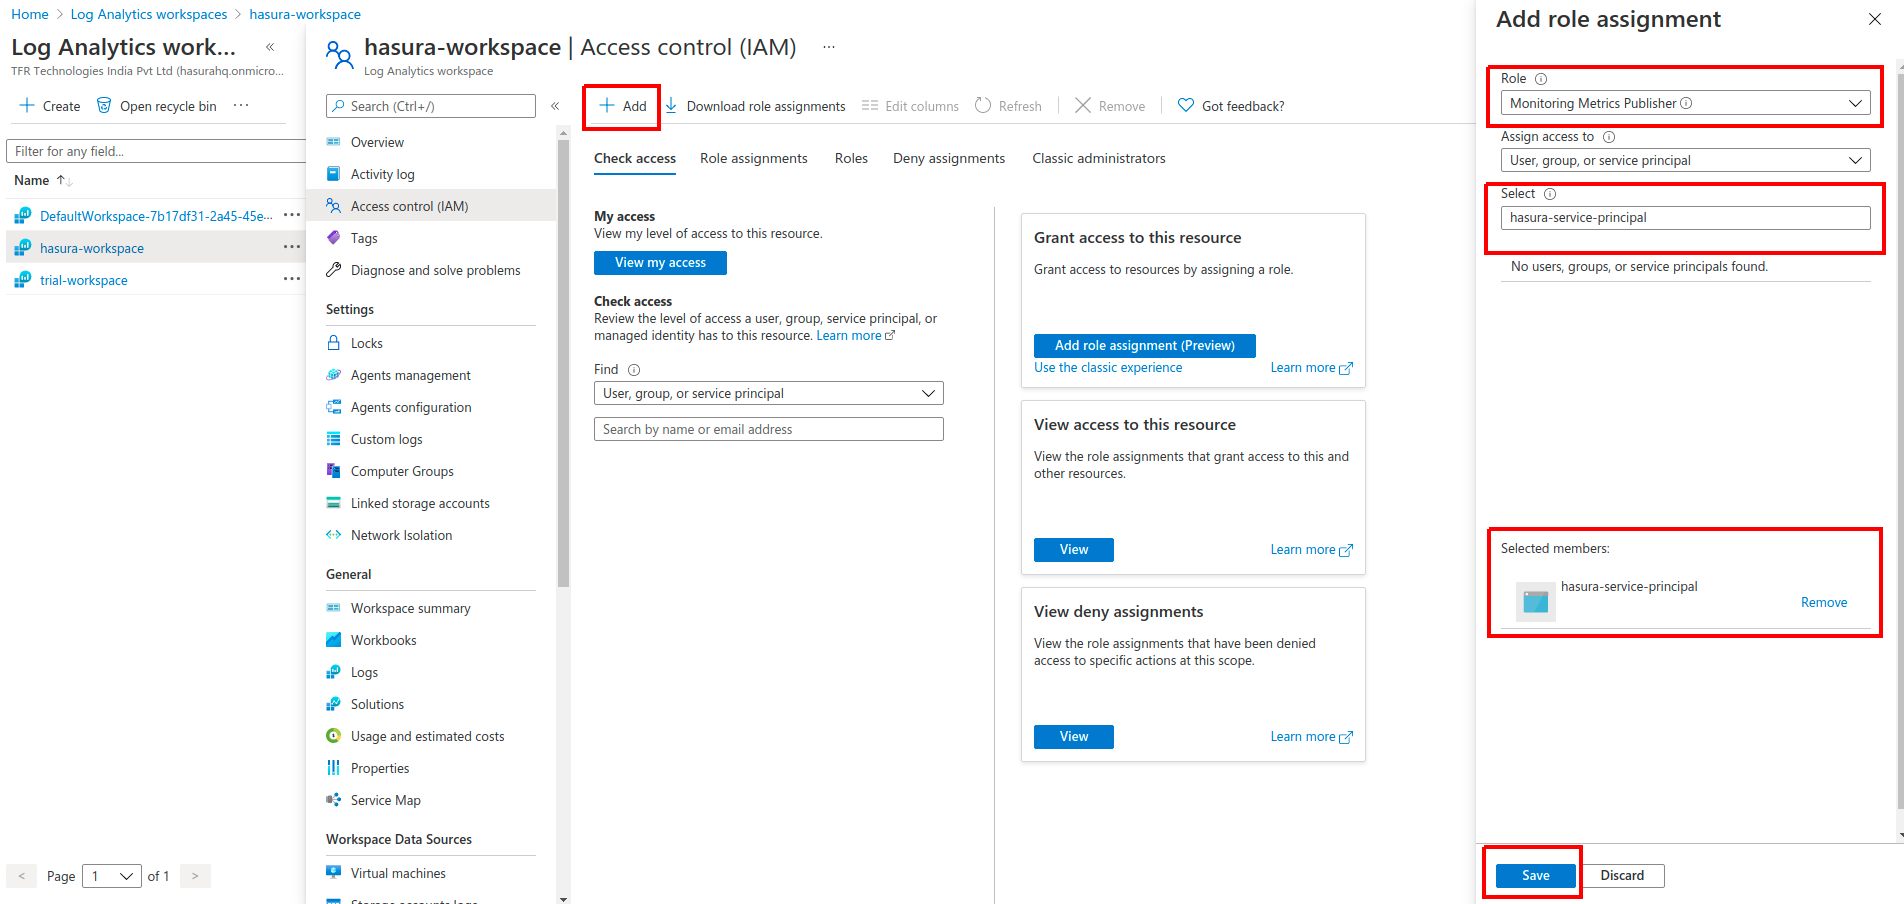 Home > Log Analytics workspaces > hasura-workspace
Log Analytics work... «
TFR Technologies India Pvt Ltd (hasurahq.onmicro...
+ Create Open recycle bin ...
Filter for any field...
Name ↑↓
DefaultWorkspace-7b17df31-2a45-45e... ...
hasura-workspace ...
trial-workspace ...
< Page 1 of 1 >
hasura-workspace | Access control (IAM) ...
Log Analytics workspace
Search (Ctrl+/) «
Overview
Activity log
Access control (IAM)
Tags
Diagnose and solve problems
Settings
Locks
Agents management
Agents configuration
Custom logs
Computer Groups
Linked storage accounts
Network Isolation
General
Workspace summary
Workbooks
Logs
Solutions
Usage and estimated costs
Properties
Service Map
Workspace Data Sources
Virtual machines
+ Add Download role assignments Edit columns Refresh Remove Got feedback?
Check access Role assignments Roles Deny assignments Classic administrators
My access
View my level of access to this resource.
View my access
Check access
Review the level of access a user, group, service principal, or
managed identity has to this resource. Learn more
Find
User, group, or service principal
Search by name or email address
Grant access to this resource
Grant access to resources by assigning a role.
Add role assignment (Preview)
Use the classic experience Learn more
View access to this resource
View the role assignments that grant access to this and
other resources.
View Learn more
View deny assignments
View the role assignments that have been denied
access to specific actions at this scope.
View Learn more
Add role assignment
Role
Monitoring Metrics Publisher
Assign access to
User, group, or service principal
Select
hasura-service-principal
No users, groups, or service principals found.
Selected members:
hasura-service-principal
Remove
Save Discard